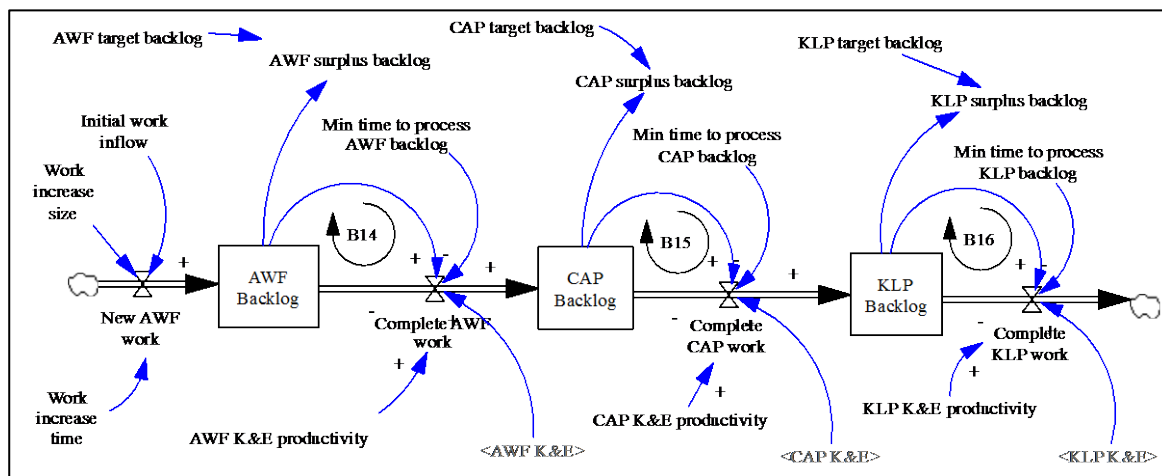 AWF target backlog
AWF surplus backlog
CAP target backlog
CAP surplus backlog
KLP target backlog
KLP surplus backlog
Initial work
inflow
Work
increase
size
Min time to process
AWF backlog
Min time to process
CAP backlog
Min time to process
KLP backlog
B14
B15
B16
+
+
-
+
+
-
+
-
AWF
Backlog
CAP
Backlog
KLP
Backlog
New AWF
work
-
Complete AWF
work
+
+
-
Complete
CAP work
+
-
Complete
KLP work
+
Work
increase
time
AWF K&E productivity
CAP K&E productivity
KLP K&E productivity
<AWF K&E>
<CAP K&E>
<KLP K&E>